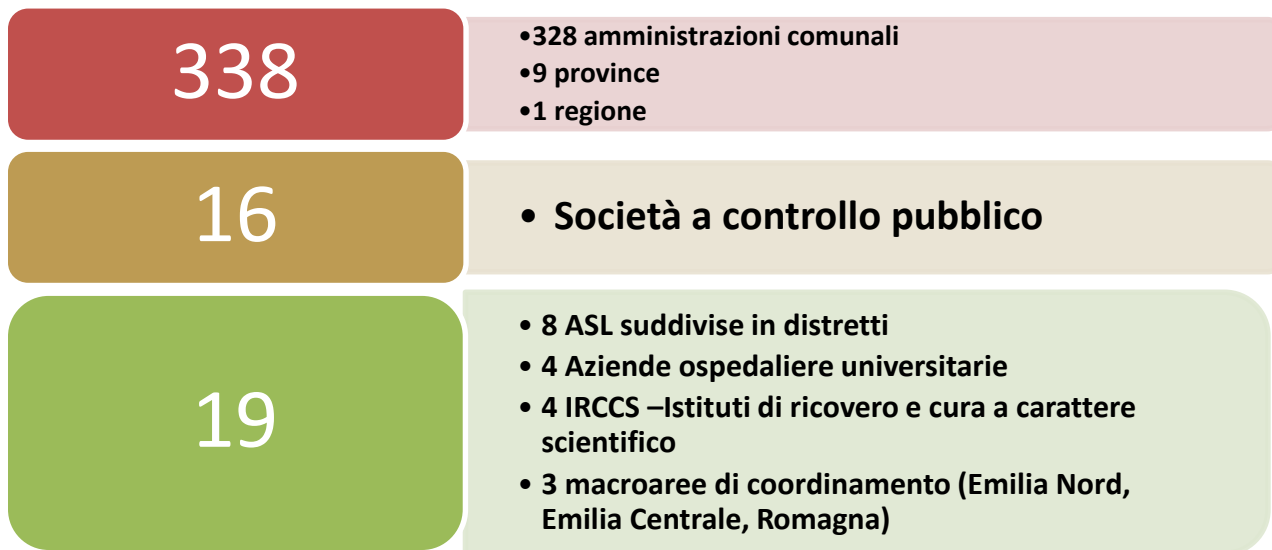 338
•328 amministrazioni comunali
•9 province
•1 regione
16
• Società a controllo pubblico
19
• 8 ASL suddivise in distretti
• 4 Aziende ospedaliere universitarie
• 4 IRCCS –Istituti di ricovero e cura a carattere
scientifico
• 3 macroaree di coordinamento (Emilia Nord,
Emilia Centrale, Romagna)